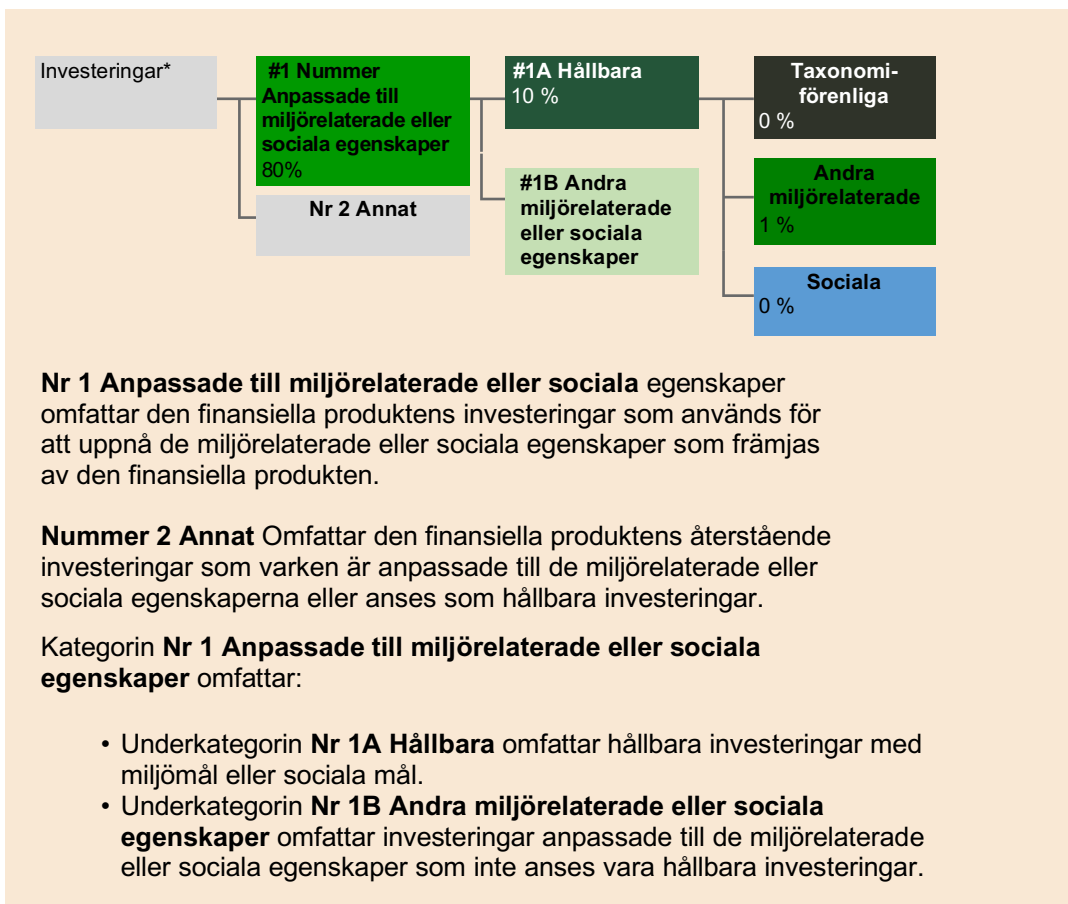 Investeringar*
#1 Nummer
Anpassade till
miljörelaterade eller
sociala egenskaper
80%
Nr 2 Annat
#1A Hållbara
10 %
#1B Andra
miljörelaterade
eller sociala
egenskaper
Taxonomi-
förenliga
0 %
Andra
miljörelaterade
1 %
Sociala
0 %
Nr 1 Anpassade till miljörelaterade eller sociala egenskaper
omfattar den finansiella produktens investeringar som används för
att uppnå de miljörelaterade eller sociala egenskaper som främjas
av den finansiella produkten.
Nummer 2 Annat Omfattar den finansiella produktens återstående
investeringar som varken är anpassade till de miljörelaterade eller
sociala egenskaperna eller anses som hållbara investeringar.
Kategorin Nr 1 Anpassade till miljörelaterade eller sociala
egenskaper omfattar:
• Underkategorin Nr 1A Hållbara omfattar hållbara investeringar med
miljömål eller sociala mål.
• Underkategorin Nr 1B Andra miljörelaterade eller sociala
egenskaper omfattar investeringar anpassade till de miljörelaterade
eller sociala egenskaper som inte anses vara hållbara investeringar.